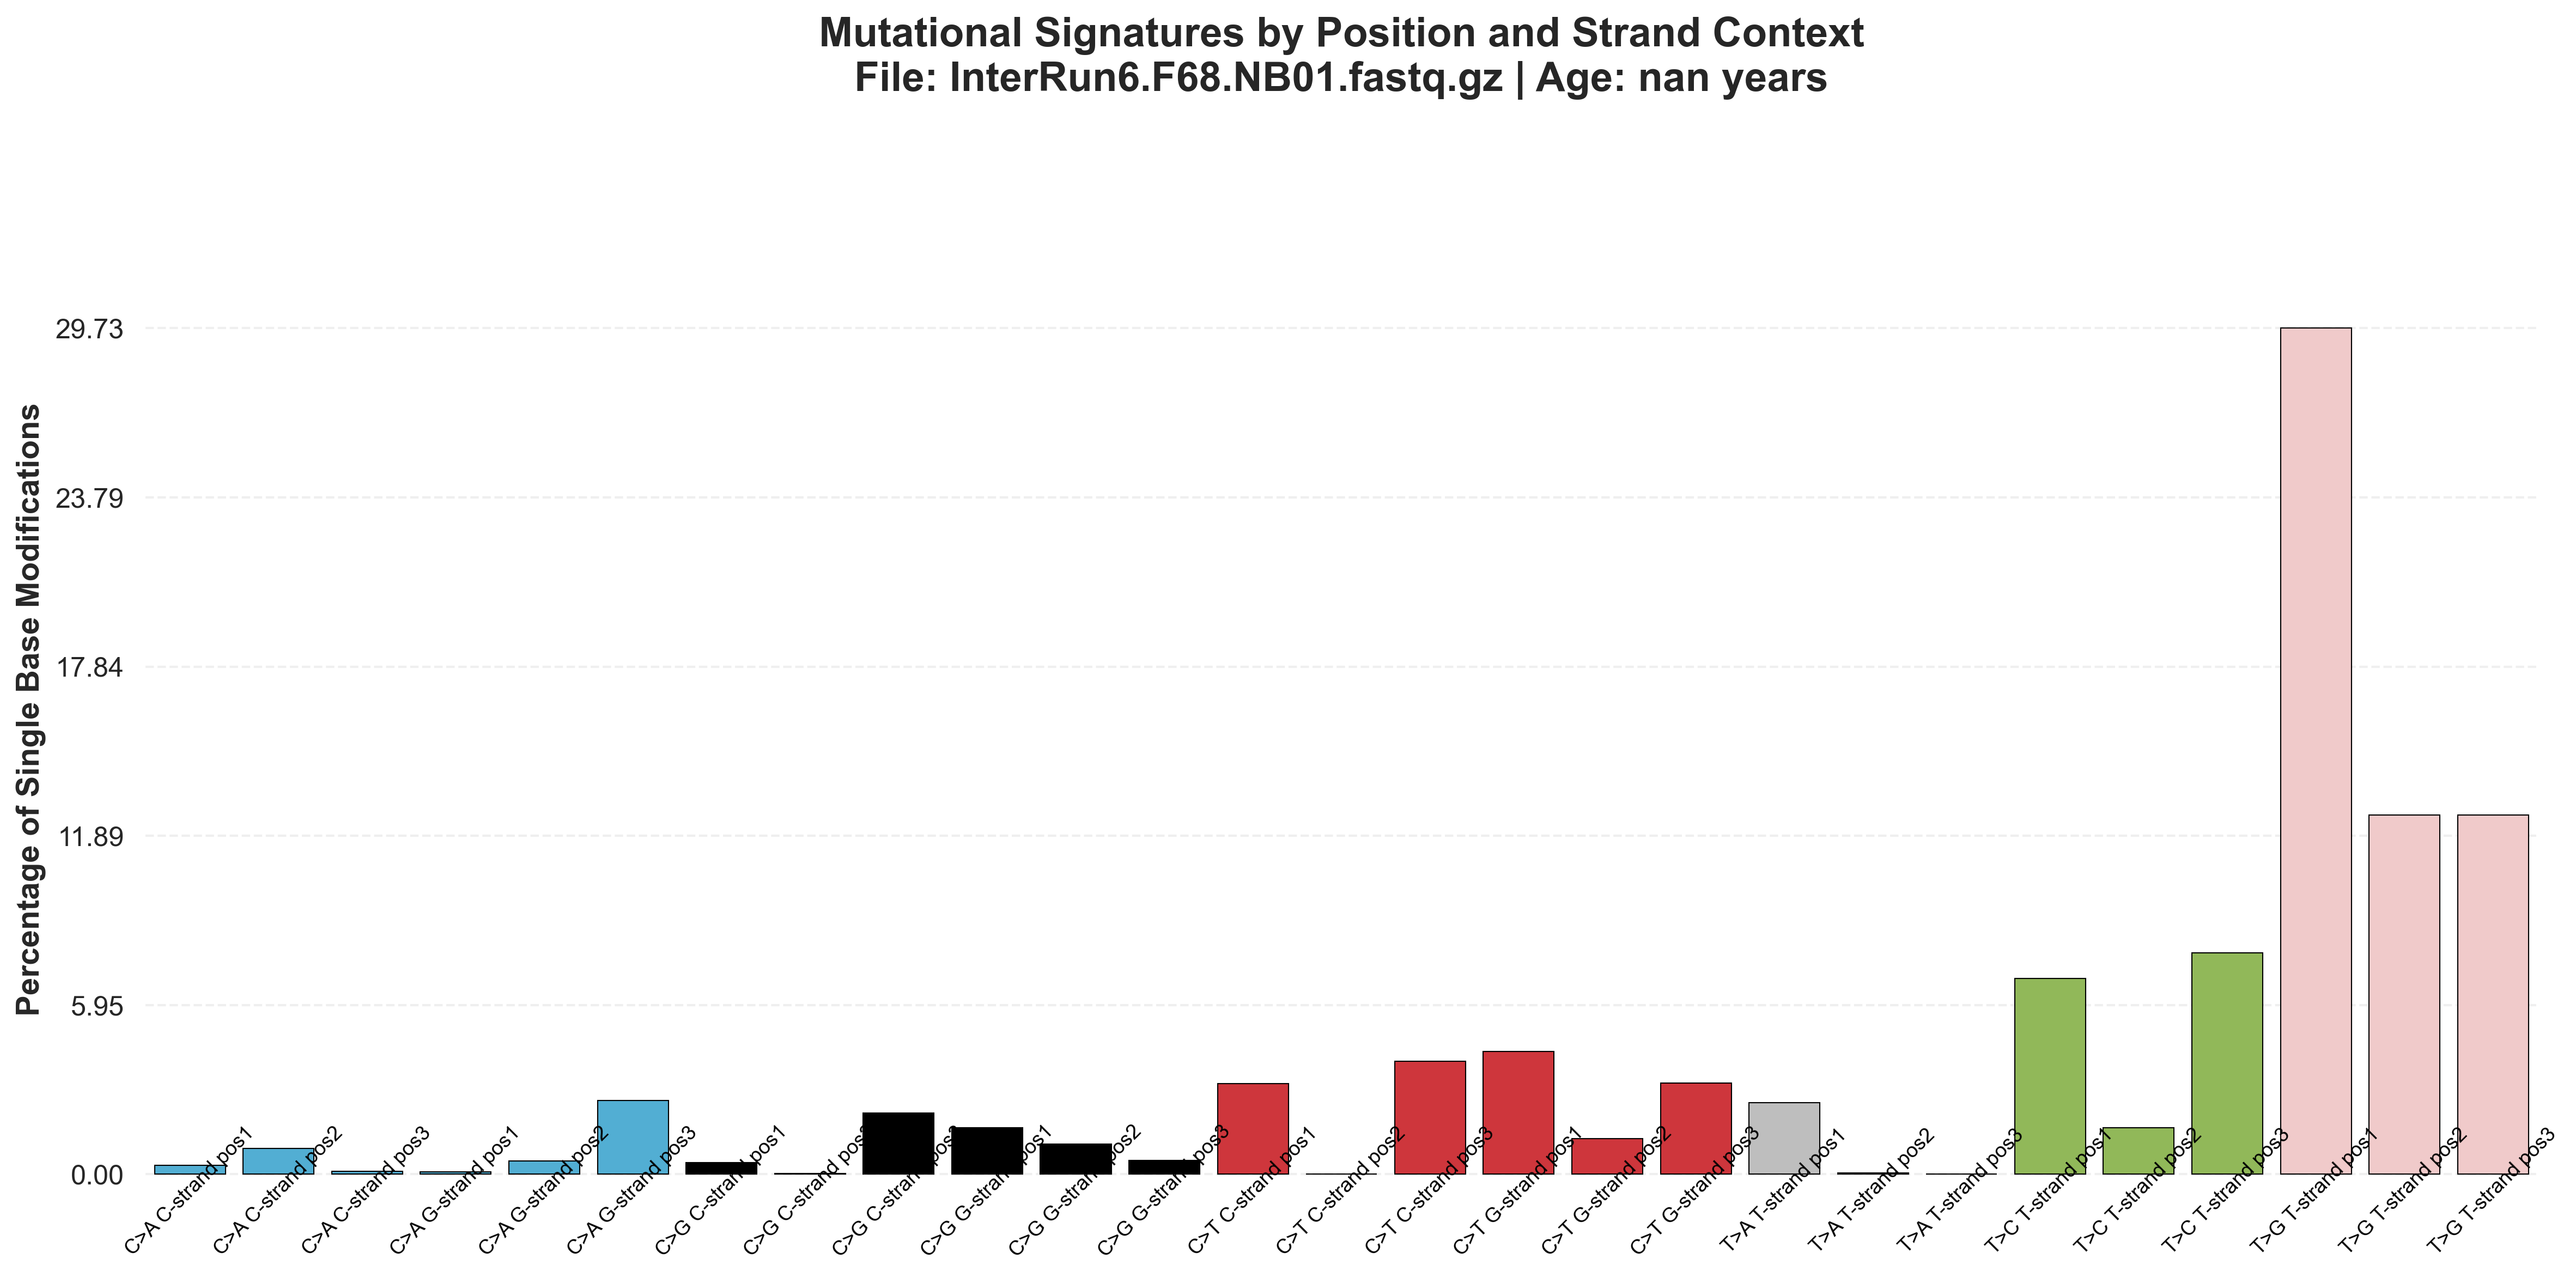 Mutational Signatures by Position and Strand Context
File: InterRun6.F68.NB01.fastq.gz | Age: nan years
Percentage of Single Base Modifications
29.73
23.79
17.84
11.89
5.95
0.00
C>A C-strand pos1
C>A C-strand pos2
C>A C-strand pos3
C>A G-strand pos1
C>A G-strand pos2
C>A G-strand pos3
C>G C-strand pos1
C>G C-strand pos2
C>G C-strand pos3
C>G G-strand pos1
C>G G-strand pos2
C>G G-strand pos3
C>T C-strand pos1
C>T C-strand pos2
C>T C-strand pos3
C>T G-strand pos1
C>T G-strand pos2
C>T G-strand pos3
T>A T-strand pos1
T>A T-strand pos2
T>A T-strand pos3
T>C T-strand pos1
T>C T-strand pos2
T>C T-strand pos3
T>G T-strand pos1
T>G T-strand pos2
T>G T-strand pos3